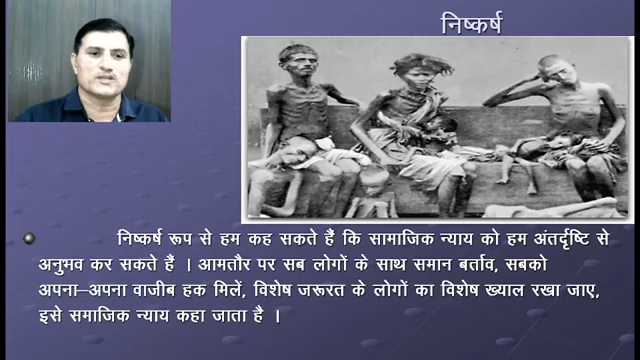 निष्कर्ष
निष्कर्ष रूप से हम कह सकते हैं कि सामाजिक न्याय को हम अंतर्दृष्टि से
अनुभव कर सकते हैं । आमतौर पर सब लोगों के साथ समान बर्ताव, सबको
अपना–अपना वाजीब हक मिलें, विशेष जरूरत के लोगों का विशेष ख्याल रखा जाए,
इसे समाजिक न्याय कहा जाता है ।